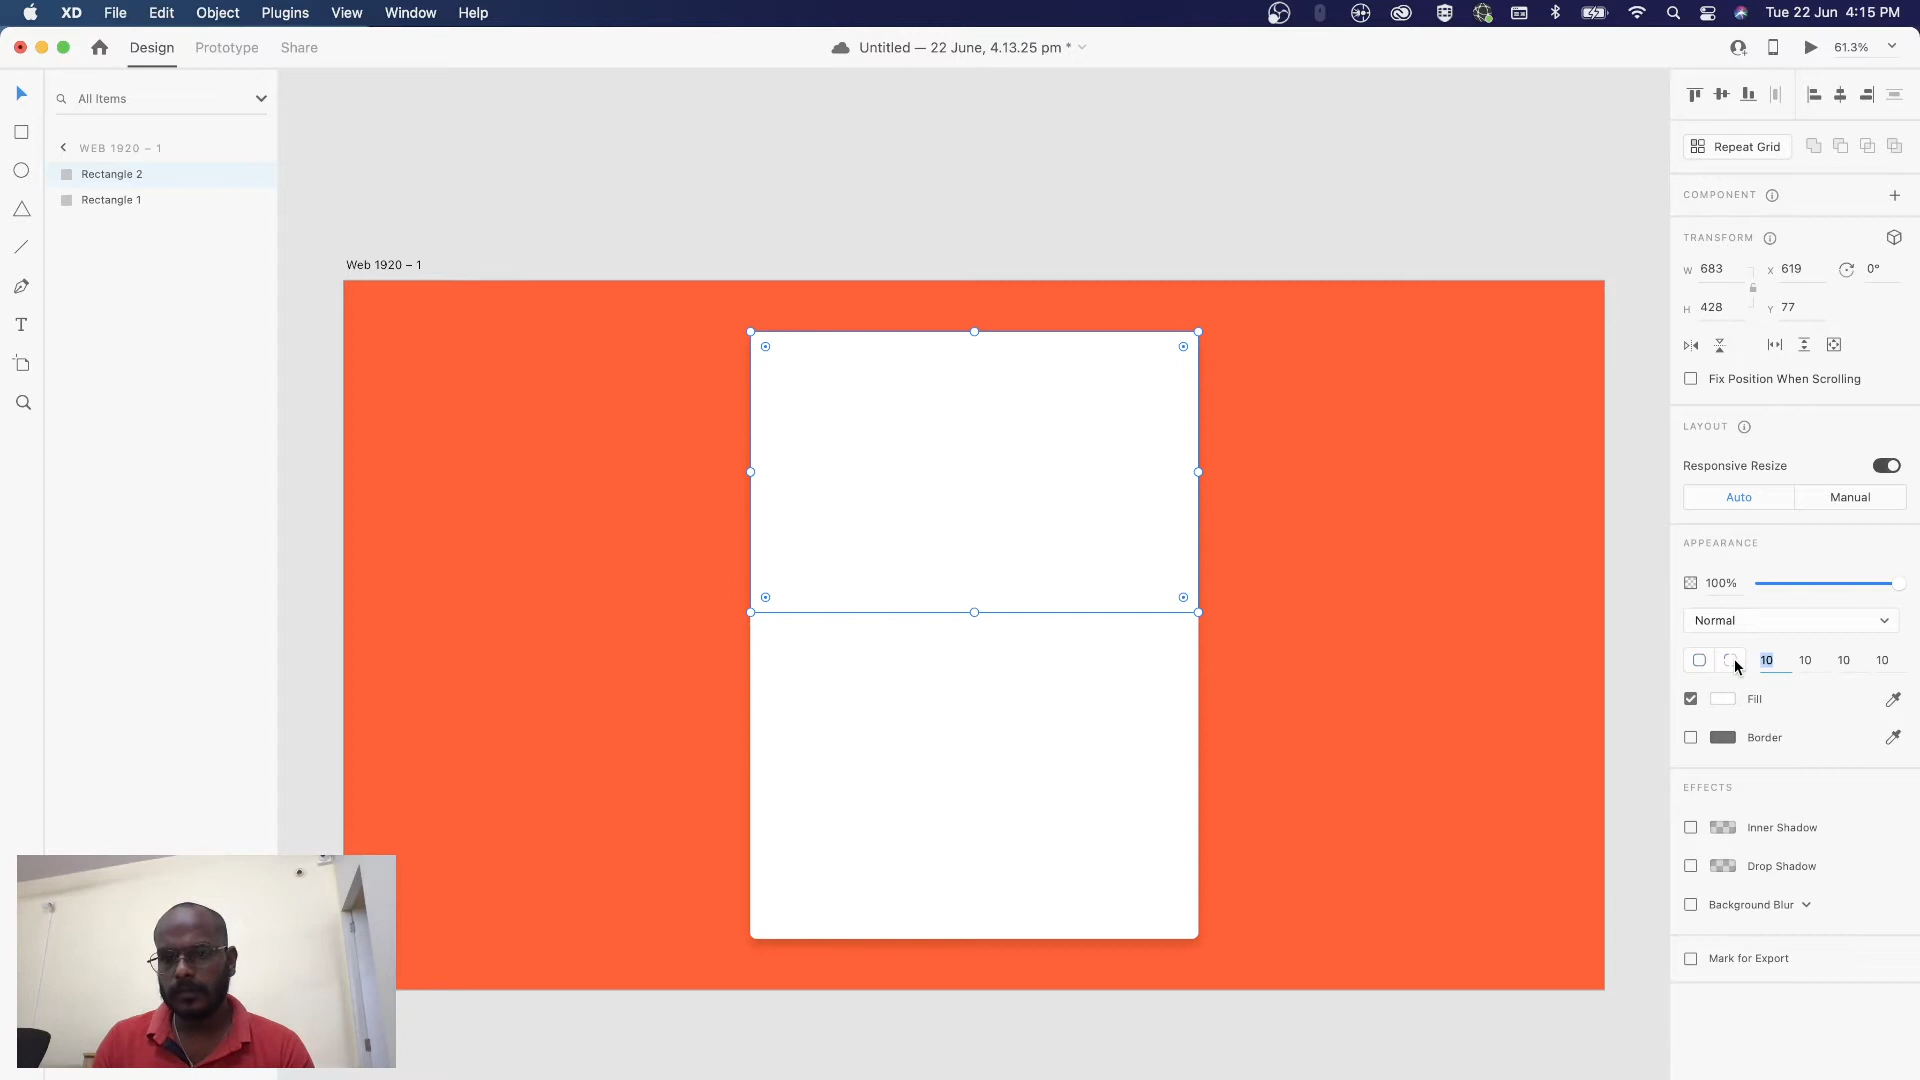 XD File Edit Object Plugins View Window Help
Tue 22 Jun 4:15 PM
Design Prototype Share
Untitled — 22 June, 4.13.25 pm *
61.3%
All Items
WEB 1920 – 1
Rectangle 2
Rectangle 1
Web 1920 – 1
Repeat Grid
COMPONENT
TRANSFORM
W 683 X 619 0°
H 428 Y 77
Fix Position When Scrolling
LAYOUT
Responsive Resize
Auto Manual
APPEARANCE
100%
Normal
10 10 10 10
Fill
Border
EFFECTS
Inner Shadow
Drop Shadow
Background Blur
Mark for Export